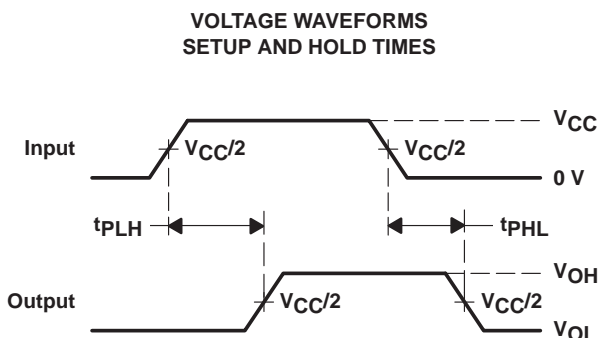 VOLTAGE WAVEFORMS
SETUP AND HOLD TIMES
VCC
Input
VCC/2
VCC/2
0 V
tPLH
tPHL
VOH
Output
VCC/2
VCC/2
VOL